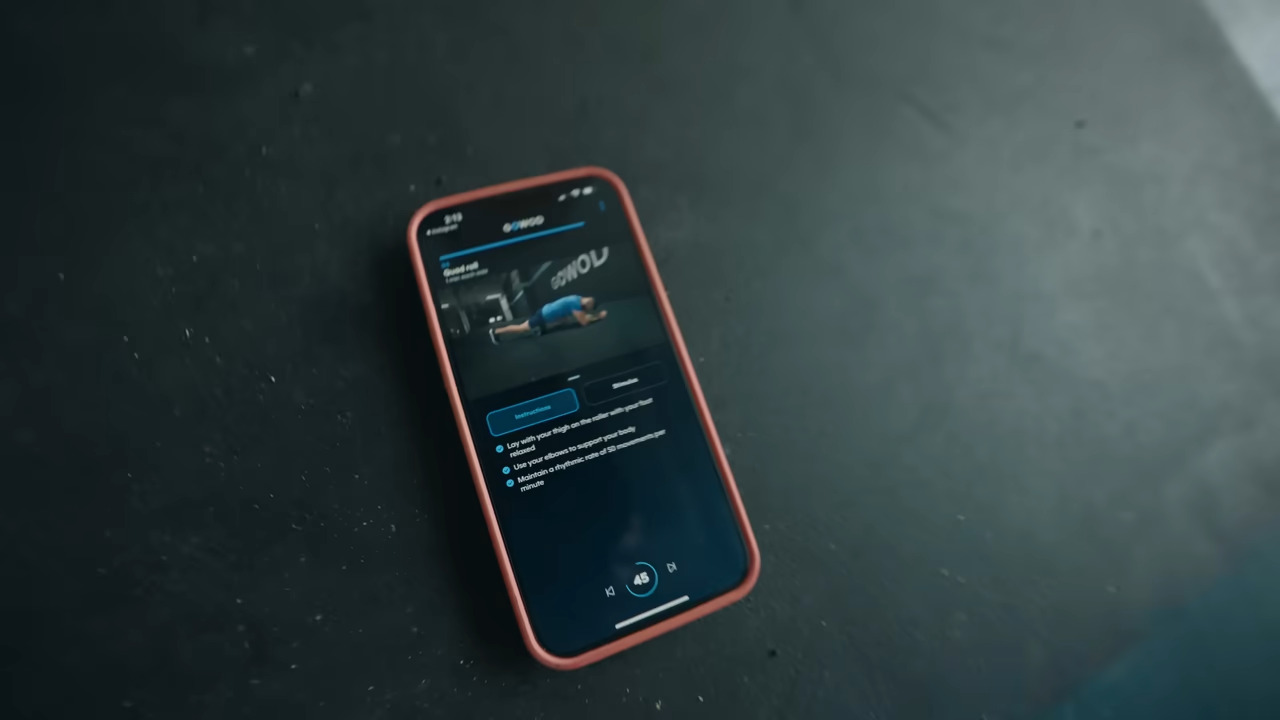 GOWOD
Quad roll
GOWOD
Instructions
Lay with your thigh on the roller with your foot
relaxed
Use your elbows to support your body
Maintain a rhythmic rate of 50 movements per
minute
45